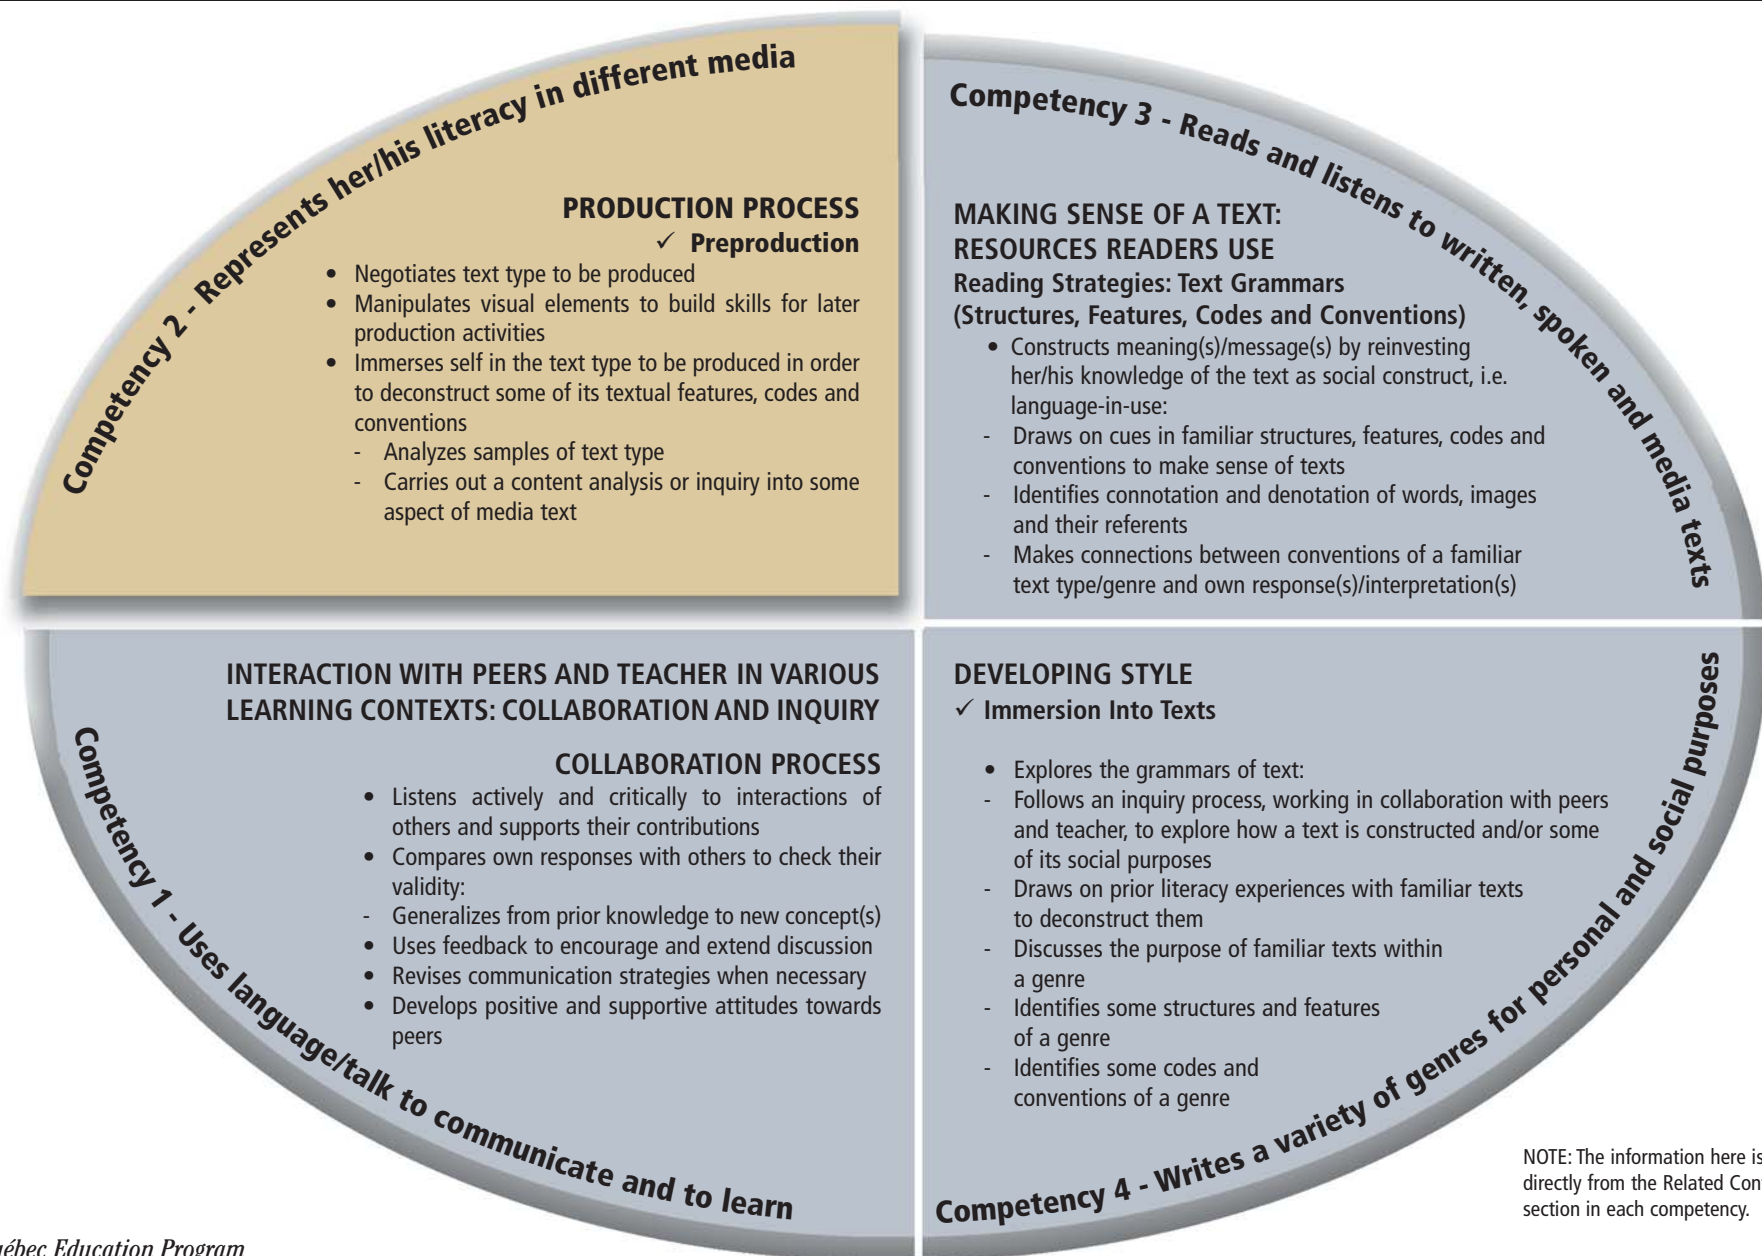 Competency 2 - Represents her/his literacy in different media
PRODUCTION PROCESS
✓ Preproduction
• Negotiates text type to be produced
• Manipulates visual elements to build skills for later
production activities
• Immerses self in the text type to be produced in order
to deconstruct some of its textual features, codes and
conventions
- Analyzes samples of text type
- Carries out a content analysis or inquiry into some
aspect of media text
Competency 3 - Reads and listens to written, spoken and media texts
MAKING SENSE OF A TEXT:
RESOURCES READERS USE
Reading Strategies: Text Grammars
(Structures, Features, Codes and Conventions)
• Constructs meaning(s)/message(s) by reinvesting
her/his knowledge of the text as social construct, i.e.
language-in-use:
- Draws on cues in familiar structures, features, codes and
conventions to make sense of texts
- Identifies connotation and denotation of words, images
and their referents
- Makes connections between conventions of a familiar
text type/genre and own response(s)/interpretation(s)
Competency 1 - Uses language/talk to communicate and to learn
INTERACTION WITH PEERS AND TEACHER IN VARIOUS
LEARNING CONTEXTS: COLLABORATION AND INQUIRY
COLLABORATION PROCESS
• Listens actively and critically to interactions of
others and supports their contributions
• Compares own responses with others to check their
validity:
- Generalizes from prior knowledge to new concept(s)
• Uses feedback to encourage and extend discussion
• Revises communication strategies when necessary
• Develops positive and supportive attitudes towards
peers
Competency 4 - Writes a variety of genres for personal and social purposes
DEVELOPING STYLE
✓ Immersion Into Texts
• Explores the grammars of text:
- Follows an inquiry process, working in collaboration with peers
and teacher, to explore how a text is constructed and/or some
of its social purposes
- Draws on prior literacy experiences with familiar texts
to deconstruct them
- Discusses the purpose of familiar texts within
a genre
- Identifies some structures and features
of a genre
- Identifies some codes and
conventions of a genre
NOTE: The information here is
directly from the Related Con
section in each competency.
uébec Education Program